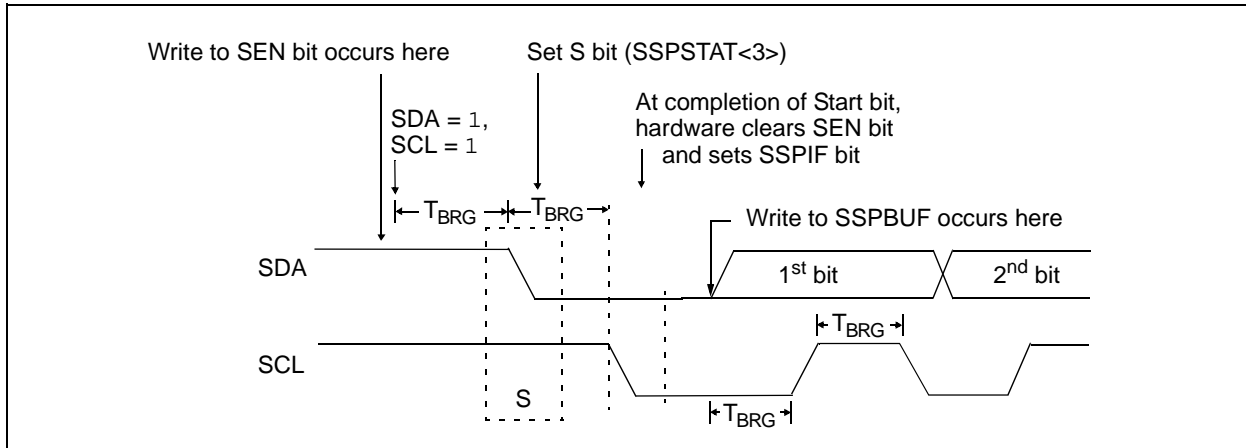 Write to SEN bit occurs here
Set S bit (SSPSTAT<3>)
SDA = 1,
SCL = 1
At completion of Start bit,
hardware clears SEN bit
and sets SSPIF bit
TBRG
TBRG
Write to SSPBUF occurs here
SDA
1st bit
2nd bit
TBRG
SCL
S
TBRG